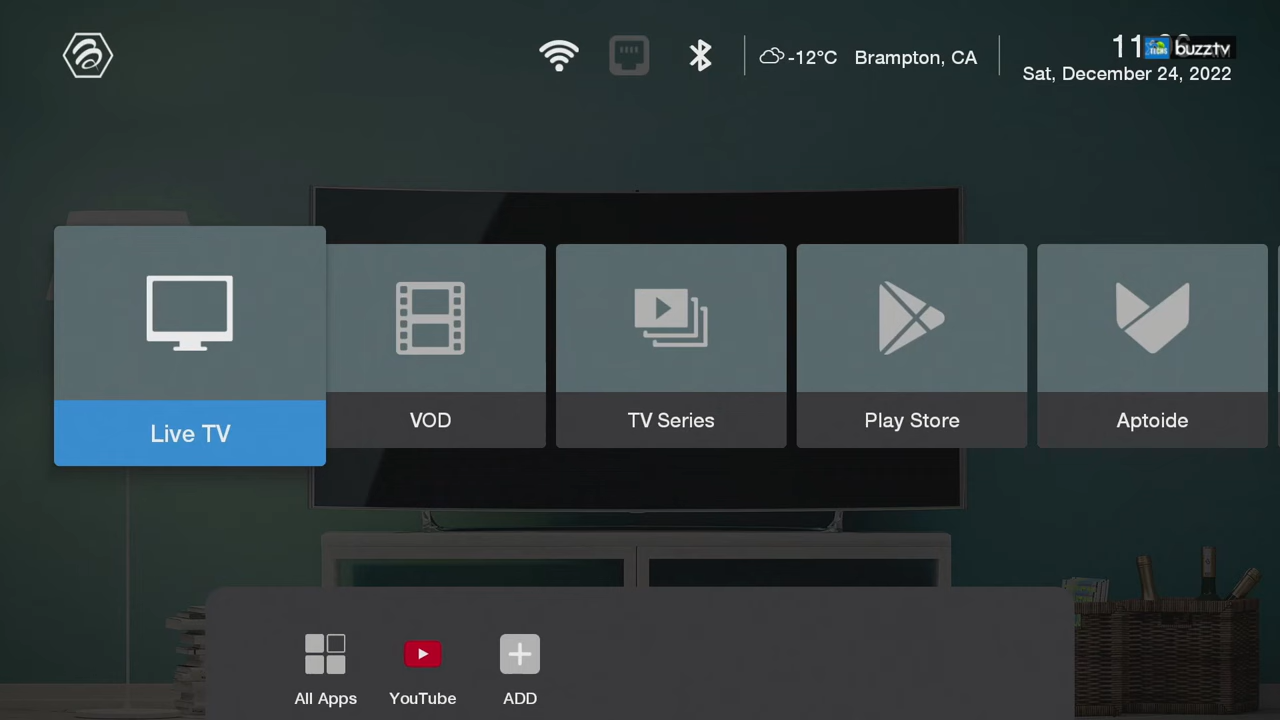 -12°C
Brampton, CA
TECHS
buzztv
Sat, December 24, 2022
Live TV
VOD
TV Series
Play Store
Aptoide
All Apps
YouTube
ADD